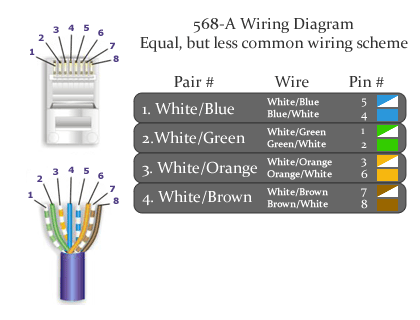 568-A Wiring Diagram
Equal, but less common wiring scheme
1 2 3 4 5 6 7 8
Pair # Wire Pin #
1. White/Blue
White/Blue 5
Blue/White 4
2.White/Green
White/Green 1
Green/White 2
3. White/Orange
White/Orange 3
Orange/White 6
4. White/Brown
White/Brown 7
Brown/White 8
1 2 3 4 5 6 7 8